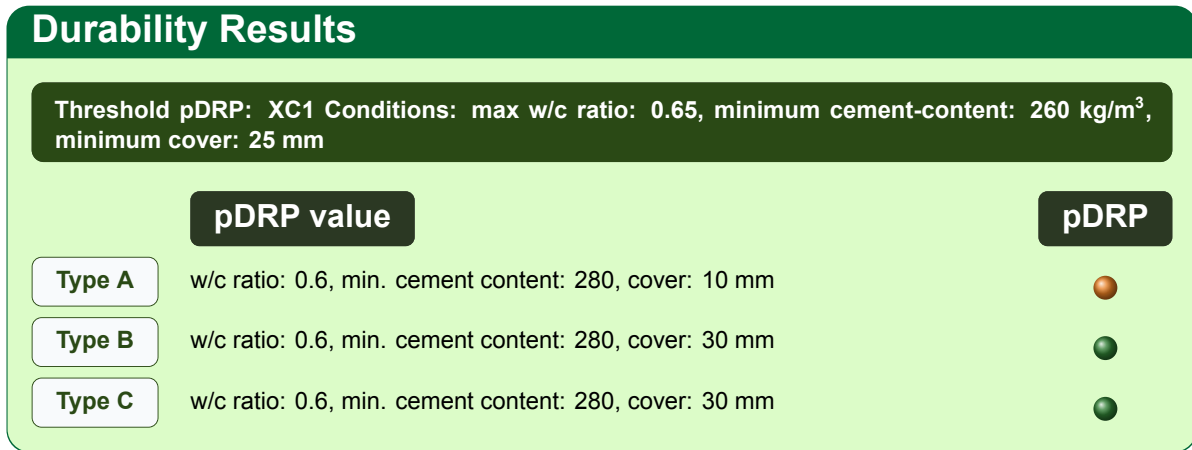 Durability Results
Threshold pDRP: XC1 Conditions: max w/c ratio: 0.65, minimum cement-content: 260 kg/m³,
minimum cover: 25 mm
pDRP value pDRP
Type A w/c ratio: 0.6, min. cement content: 280, cover: 10 mm
Type B w/c ratio: 0.6, min. cement content: 280, cover: 30 mm
Type C w/c ratio: 0.6, min. cement content: 280, cover: 30 mm